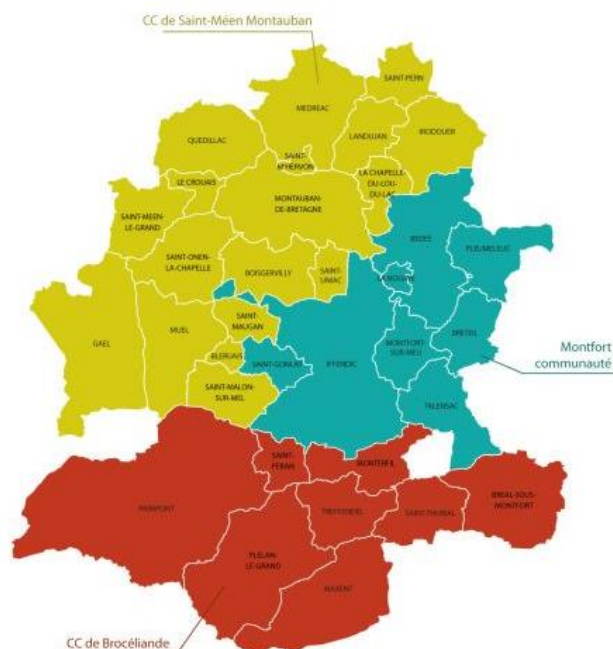 CC de Saint-Méen Montauban
SAINT-PERN
MEDREAC
LANDUJAN
IRODOUER
QUEDILLAC
SAINT-
M'HERVON
LE CROUAIS
LA CHAPELLE-
DU-LOU-
DU-LAC
MONTAUBAN-
DE-BRETAGNE
SAINT-MEEN-
LE-GRAND
BEDEE
PLEUMELEUC
SAINT-ONEN-
LA-CHAPELLE
BOISGERVILLY
SAINT-
UNIAC
LA NOUAYE
SAINT-
MAUGAN
GAEL
MUEL
BRETEIL
MONTFORT-
SUR-MEU
IFFENDIC
BLERUAIS
SAINT-GONLAY
Montfort
communauté
SAINT-MALON-
SUR-MEL
TALENSAC
SAINT-
PERAN
MONTERFIL
PAIMPONT
BREAL-SOUS-
MONTFORT
TREFFENDEL
SAINT-THURIAL
PLELAN-
LE-GRAND
MAXENT
CC de Brocéliande